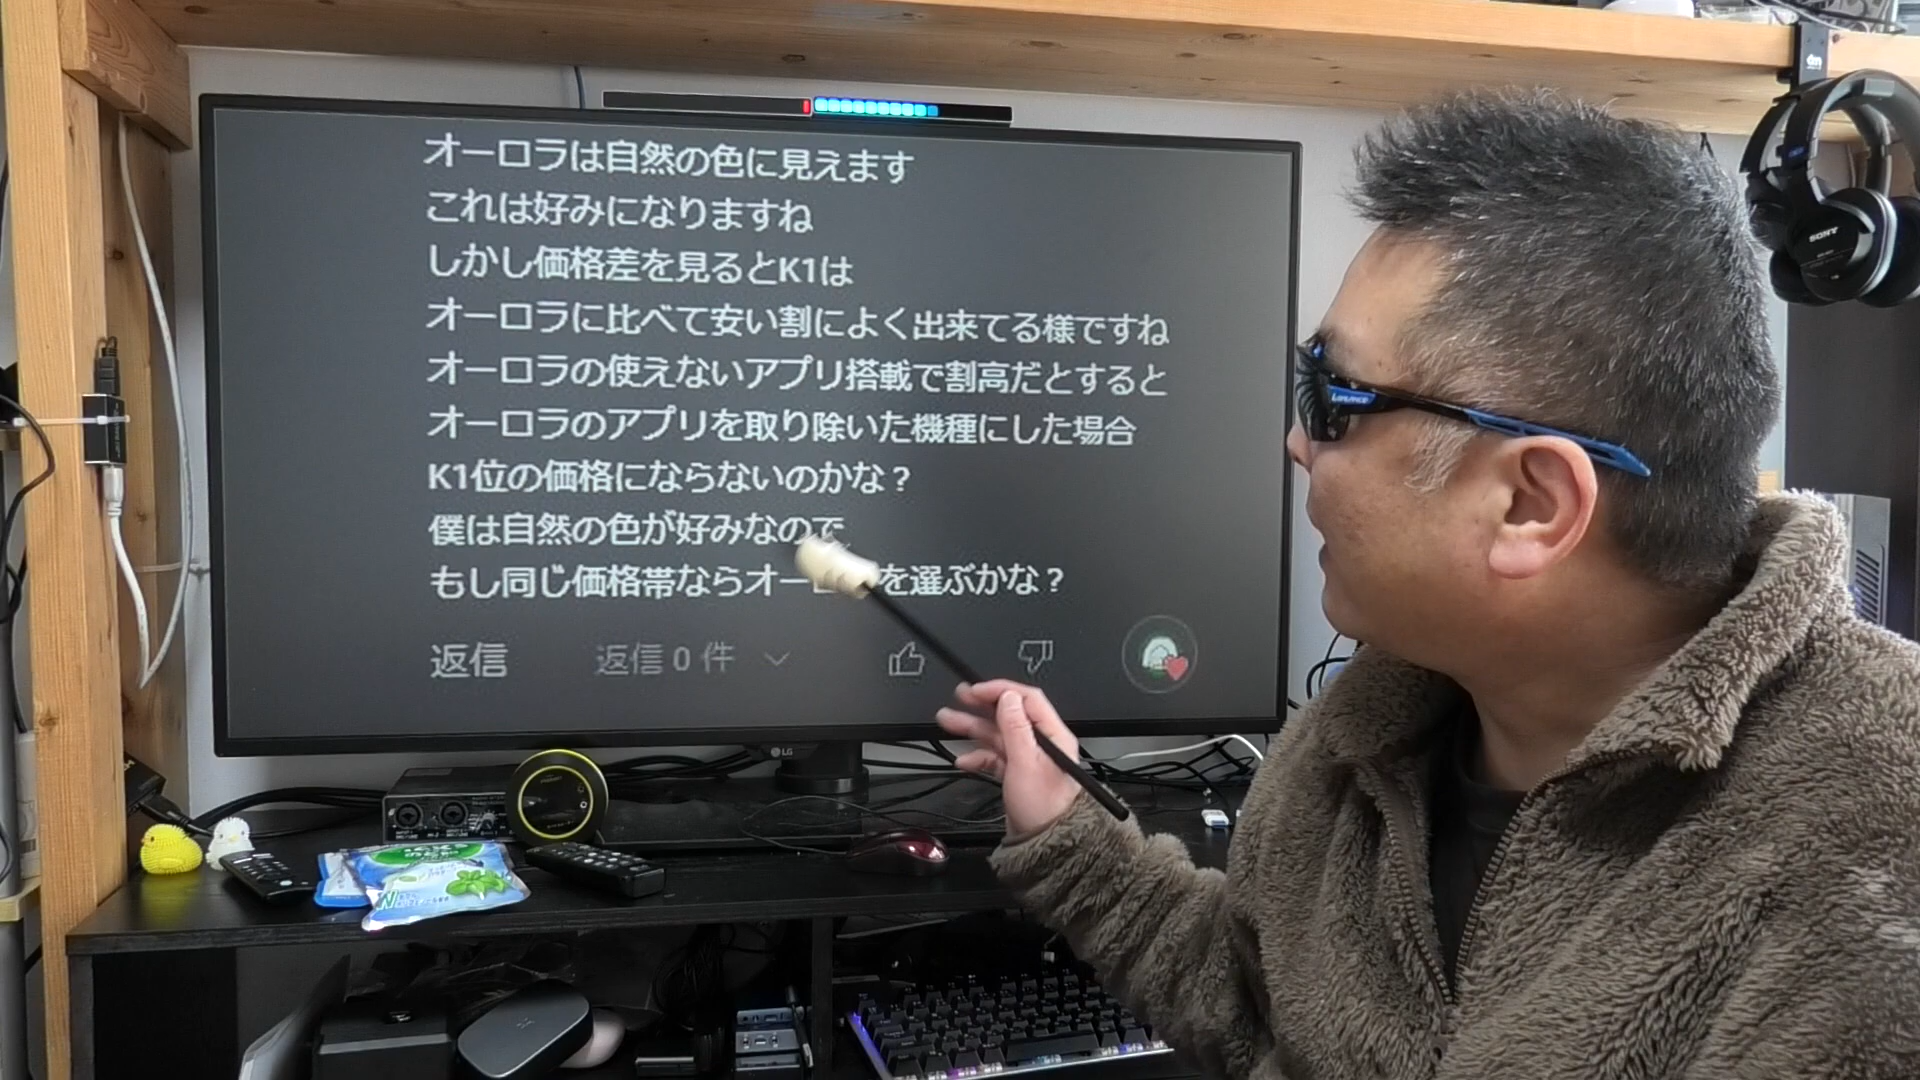 オーロラは自然の色に見えます
これは好みになりますね
しかし価格差を見るとK1は
オーロラに比べて安い割によく出来てる様ですね
オーロラの使えないアプリ搭載で割高だとすると
オーロラのアプリを取り除いた機種にした場合
K1位の価格にならないのかな？
僕は自然の色が好みなので
もし同じ価格帯ならオー を選ぶかな？
返信
返信 0 件
LG
SONY